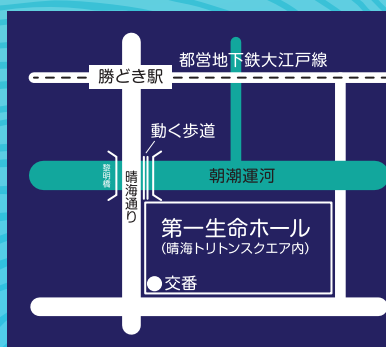 都営地下鉄大江戸線
勝どき駅
動く歩道
黎明橋
晴海通り
朝潮運河
第一生命ホール
(晴海トリトンスクエア内)
交番